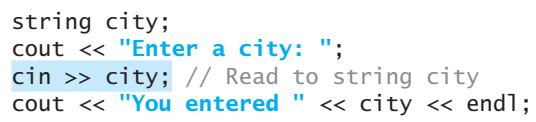 string city;
cout << "Enter a city: ";
cin >> city; // Read to string city
cout << "You entered " << city << endl;